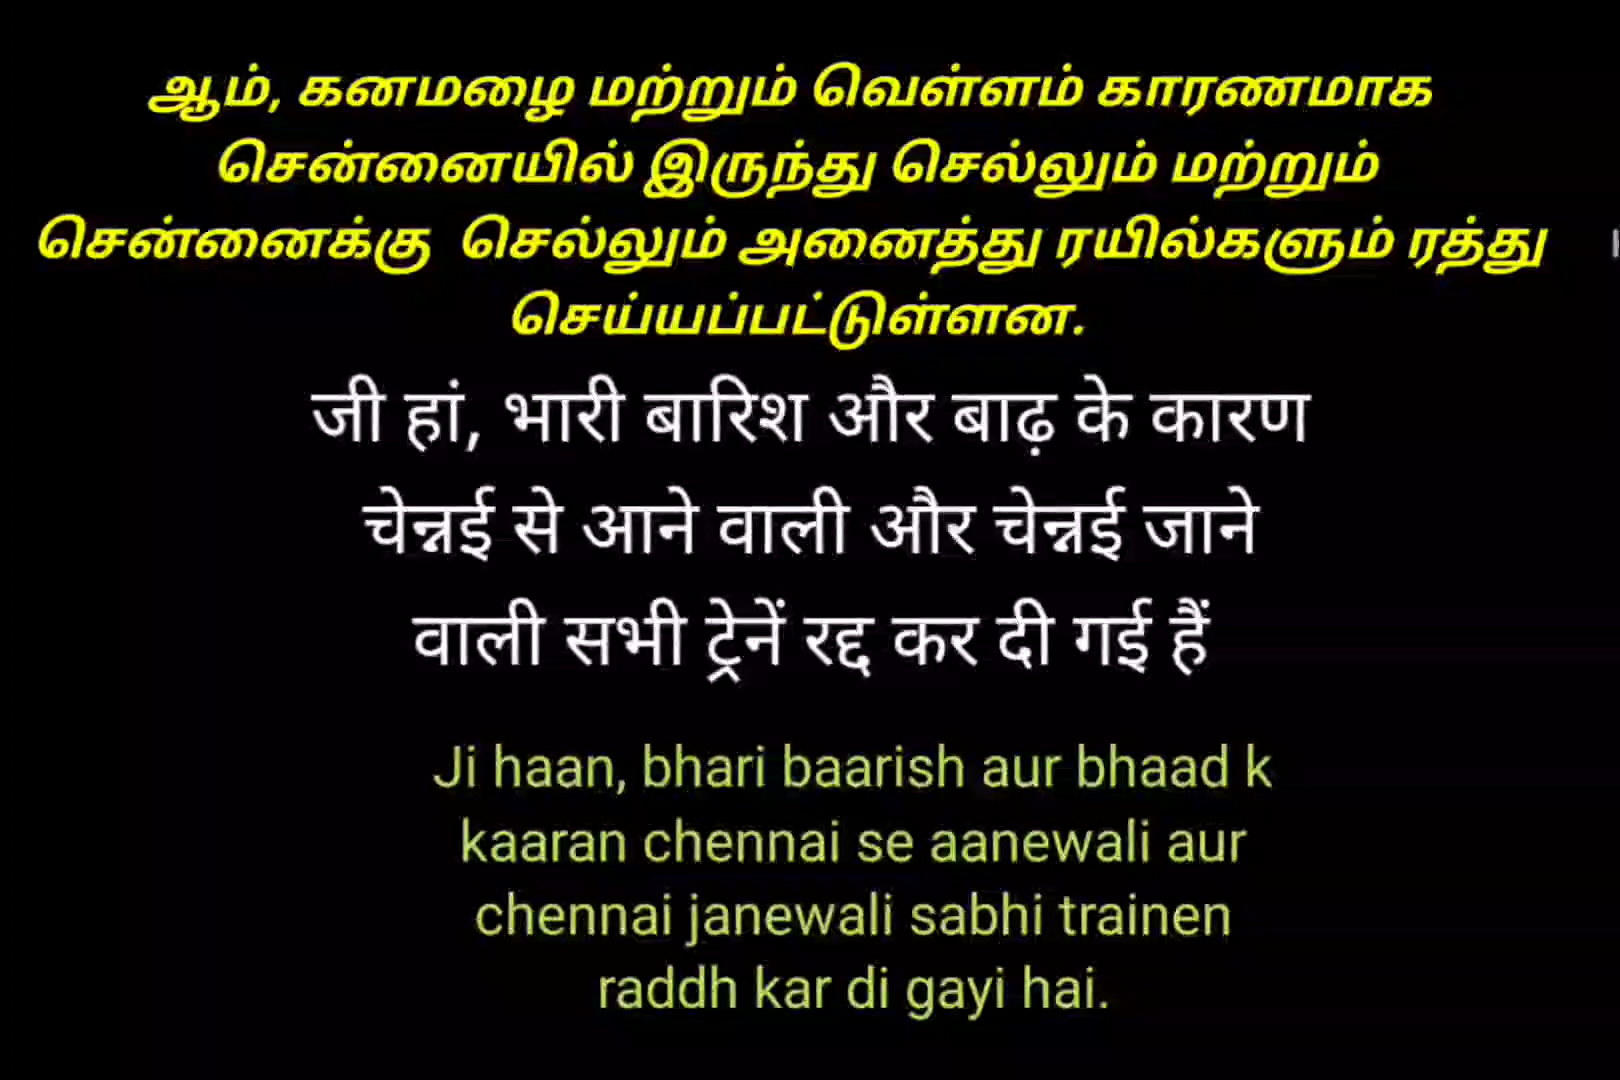 ஆம், கனமழை மற்றும் வெள்ளம் காரணமாக
சென்னையில் இருந்து செல்லும் மற்றும்
சென்னைக்கு செல்லும் அனைத்து ரயில்களும் ரத்து
செய்யப்பட்டுள்ளன.
जी हां, भारी बारिश और बाढ़ के कारण
चेन्नई से आने वाली और चेन्नई जाने
वाली सभी ट्रेनें रद्द कर दी गई हैं
Ji haan, bhari baarish aur bhaad k
kaaran chennai se aanewali aur
chennai janewali sabhi trainen
raddh kar di gayi hai.